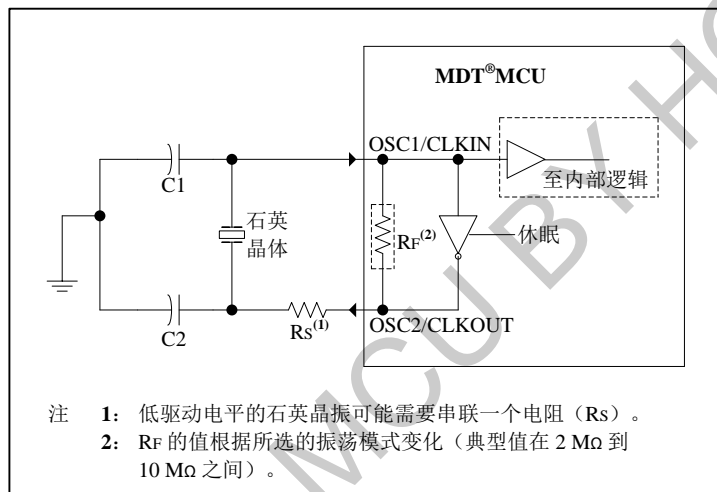 MDT®MCU
OSC1/CLKIN
至内部逻辑
C1
石英
晶体
RF(2)
休眠
C2
RS(1)
OSC2/CLKOUT
注 1: 低驱动电平的石英晶振可能需要串联一个电阻（Rs）。
2: RF 的值根据所选的振荡模式变化（典型值在 2 MΩ 到
10 MΩ 之间）。
MCU BY HO